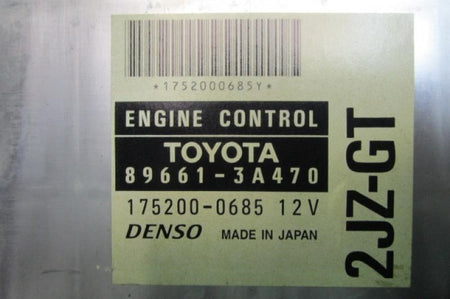 *1752000685Y*
ENGINE CONTROL
TOYOTA
89661-3A470
175200-0685 12V
DENSO MADE IN JAPAN
2JZ-GT